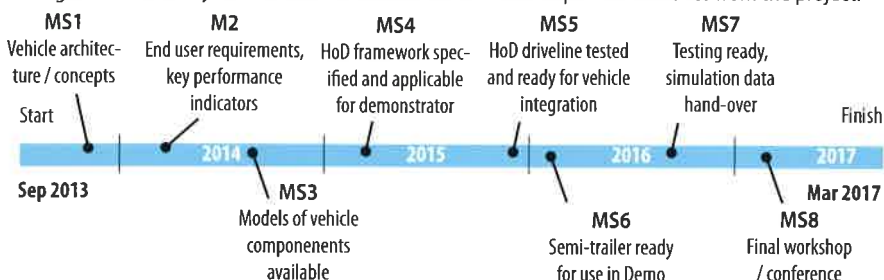 MS1
Vehicle architec-
ture / concepts
M2
End user requirements,
key performance
indicators
MS4
HoD framework spec-
ified and applicable
for demonstrator
MS5
HoD driveline tested
and ready for vehicle
integration
MS7
Testing ready,
simulation data
hand-over
Start
Finish
2014
2015
2016
2017
Sep 2013
Mar 2017
MS3
Models of vehicle
componenents
available
MS6
Semi-trailer ready
for use in Demo
MS8
Final workshop
/ conference